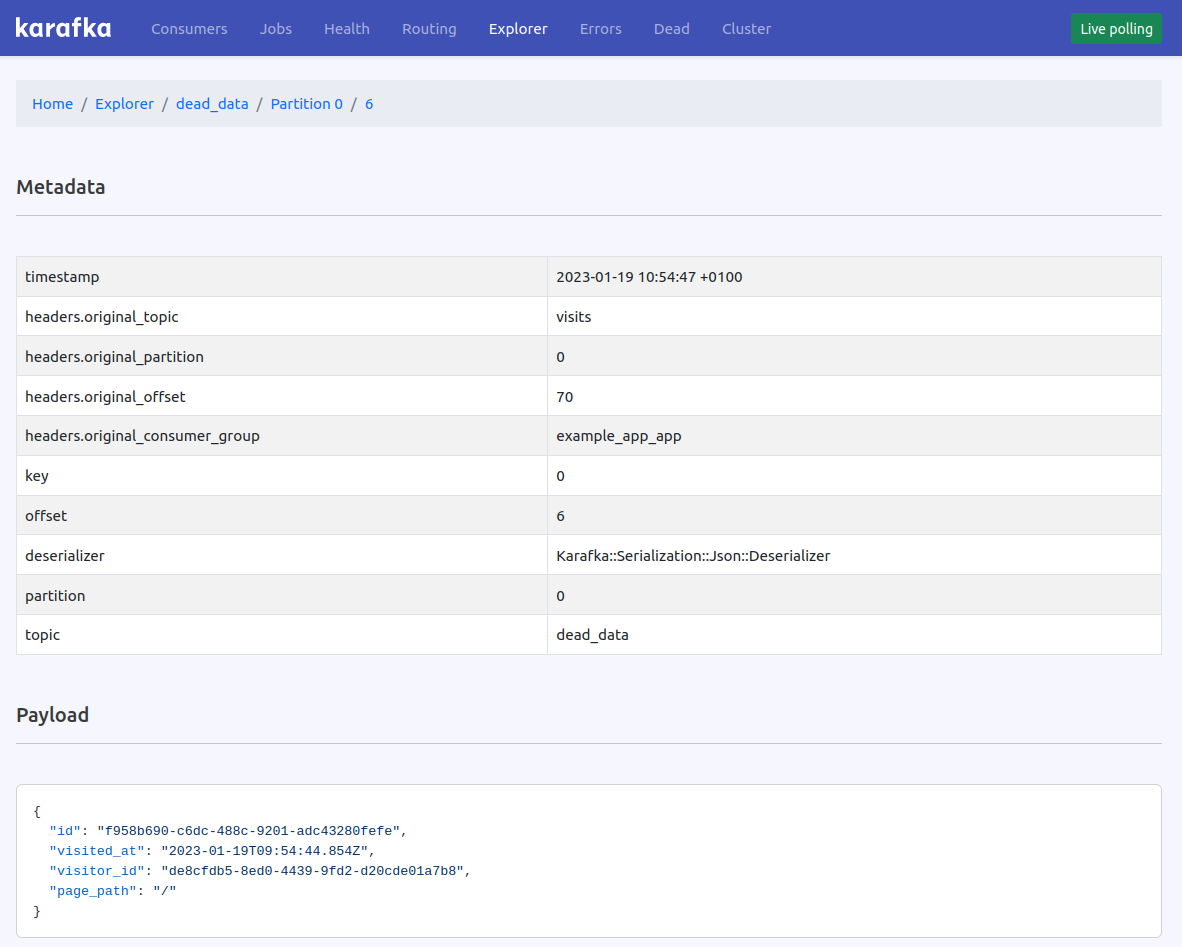 karafka Consumers Jobs Health Routing Explorer Errors Dead Cluster Live polling
Home / Explorer / dead_data / Partition 0 / 6
Metadata
timestamp 2023-01-19 10:54:47 +0100
headers.original_topic visits
headers.original_partition 0
headers.original_offset 70
headers.original_consumer_group example_app_app
key 0
offset 6
deserializer Karafka::Serialization::Json::Deserializer
partition 0
topic dead_data
Payload
{
  "id": "f958b690-c6dc-488c-9201-adc43280fefe",
  "visited_at": "2023-01-19T09:54:44.854Z",
  "visitor_id": "de8cfdb5-8ed0-4439-9fd2-d20cde01a7b8",
  "page_path": "/"
}